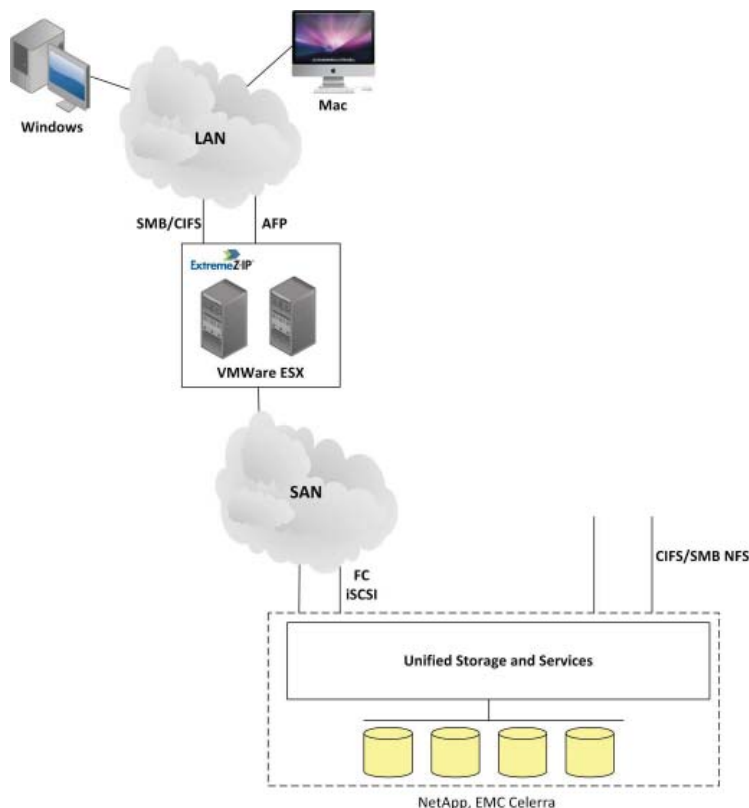 Windows
Mac
LAN
SMB/CIFS
AFP
ExtremeZ-IP
VMWare ESX
SAN
FC
iSCSI
CIFS/SMB NFS
Unified Storage and Services
NetApp, EMC Celerra